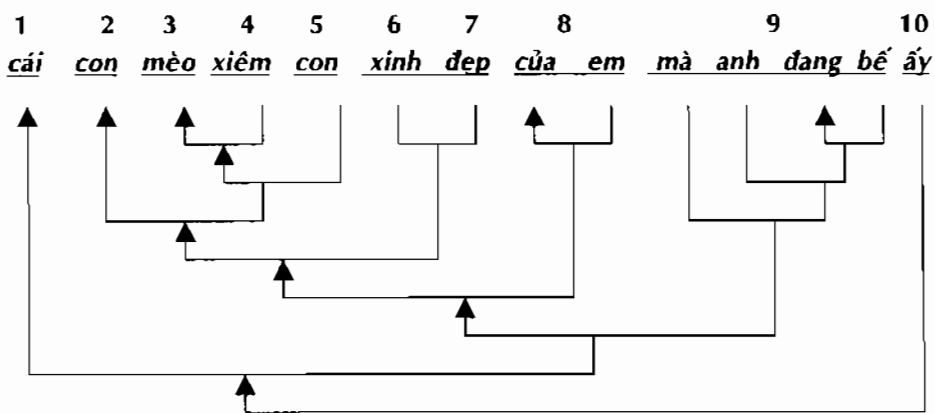 1 2 3 4 5 6 7 8 9 10
cái con mèo xiêm con xinh đẹp của em mà anh đang bế ấy